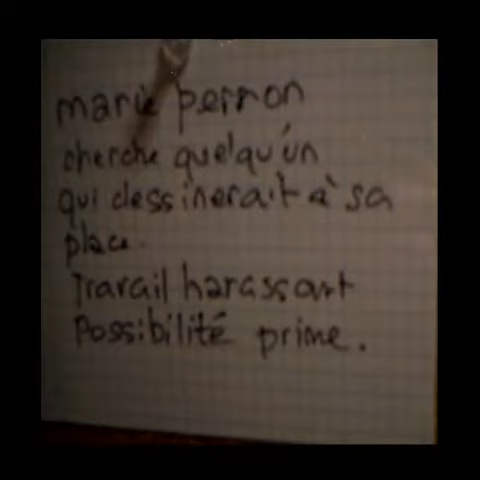 marie perron
cherche quelqu'un
qui dessinerait à sa
place.
Travail harassant
Possibilité prime.